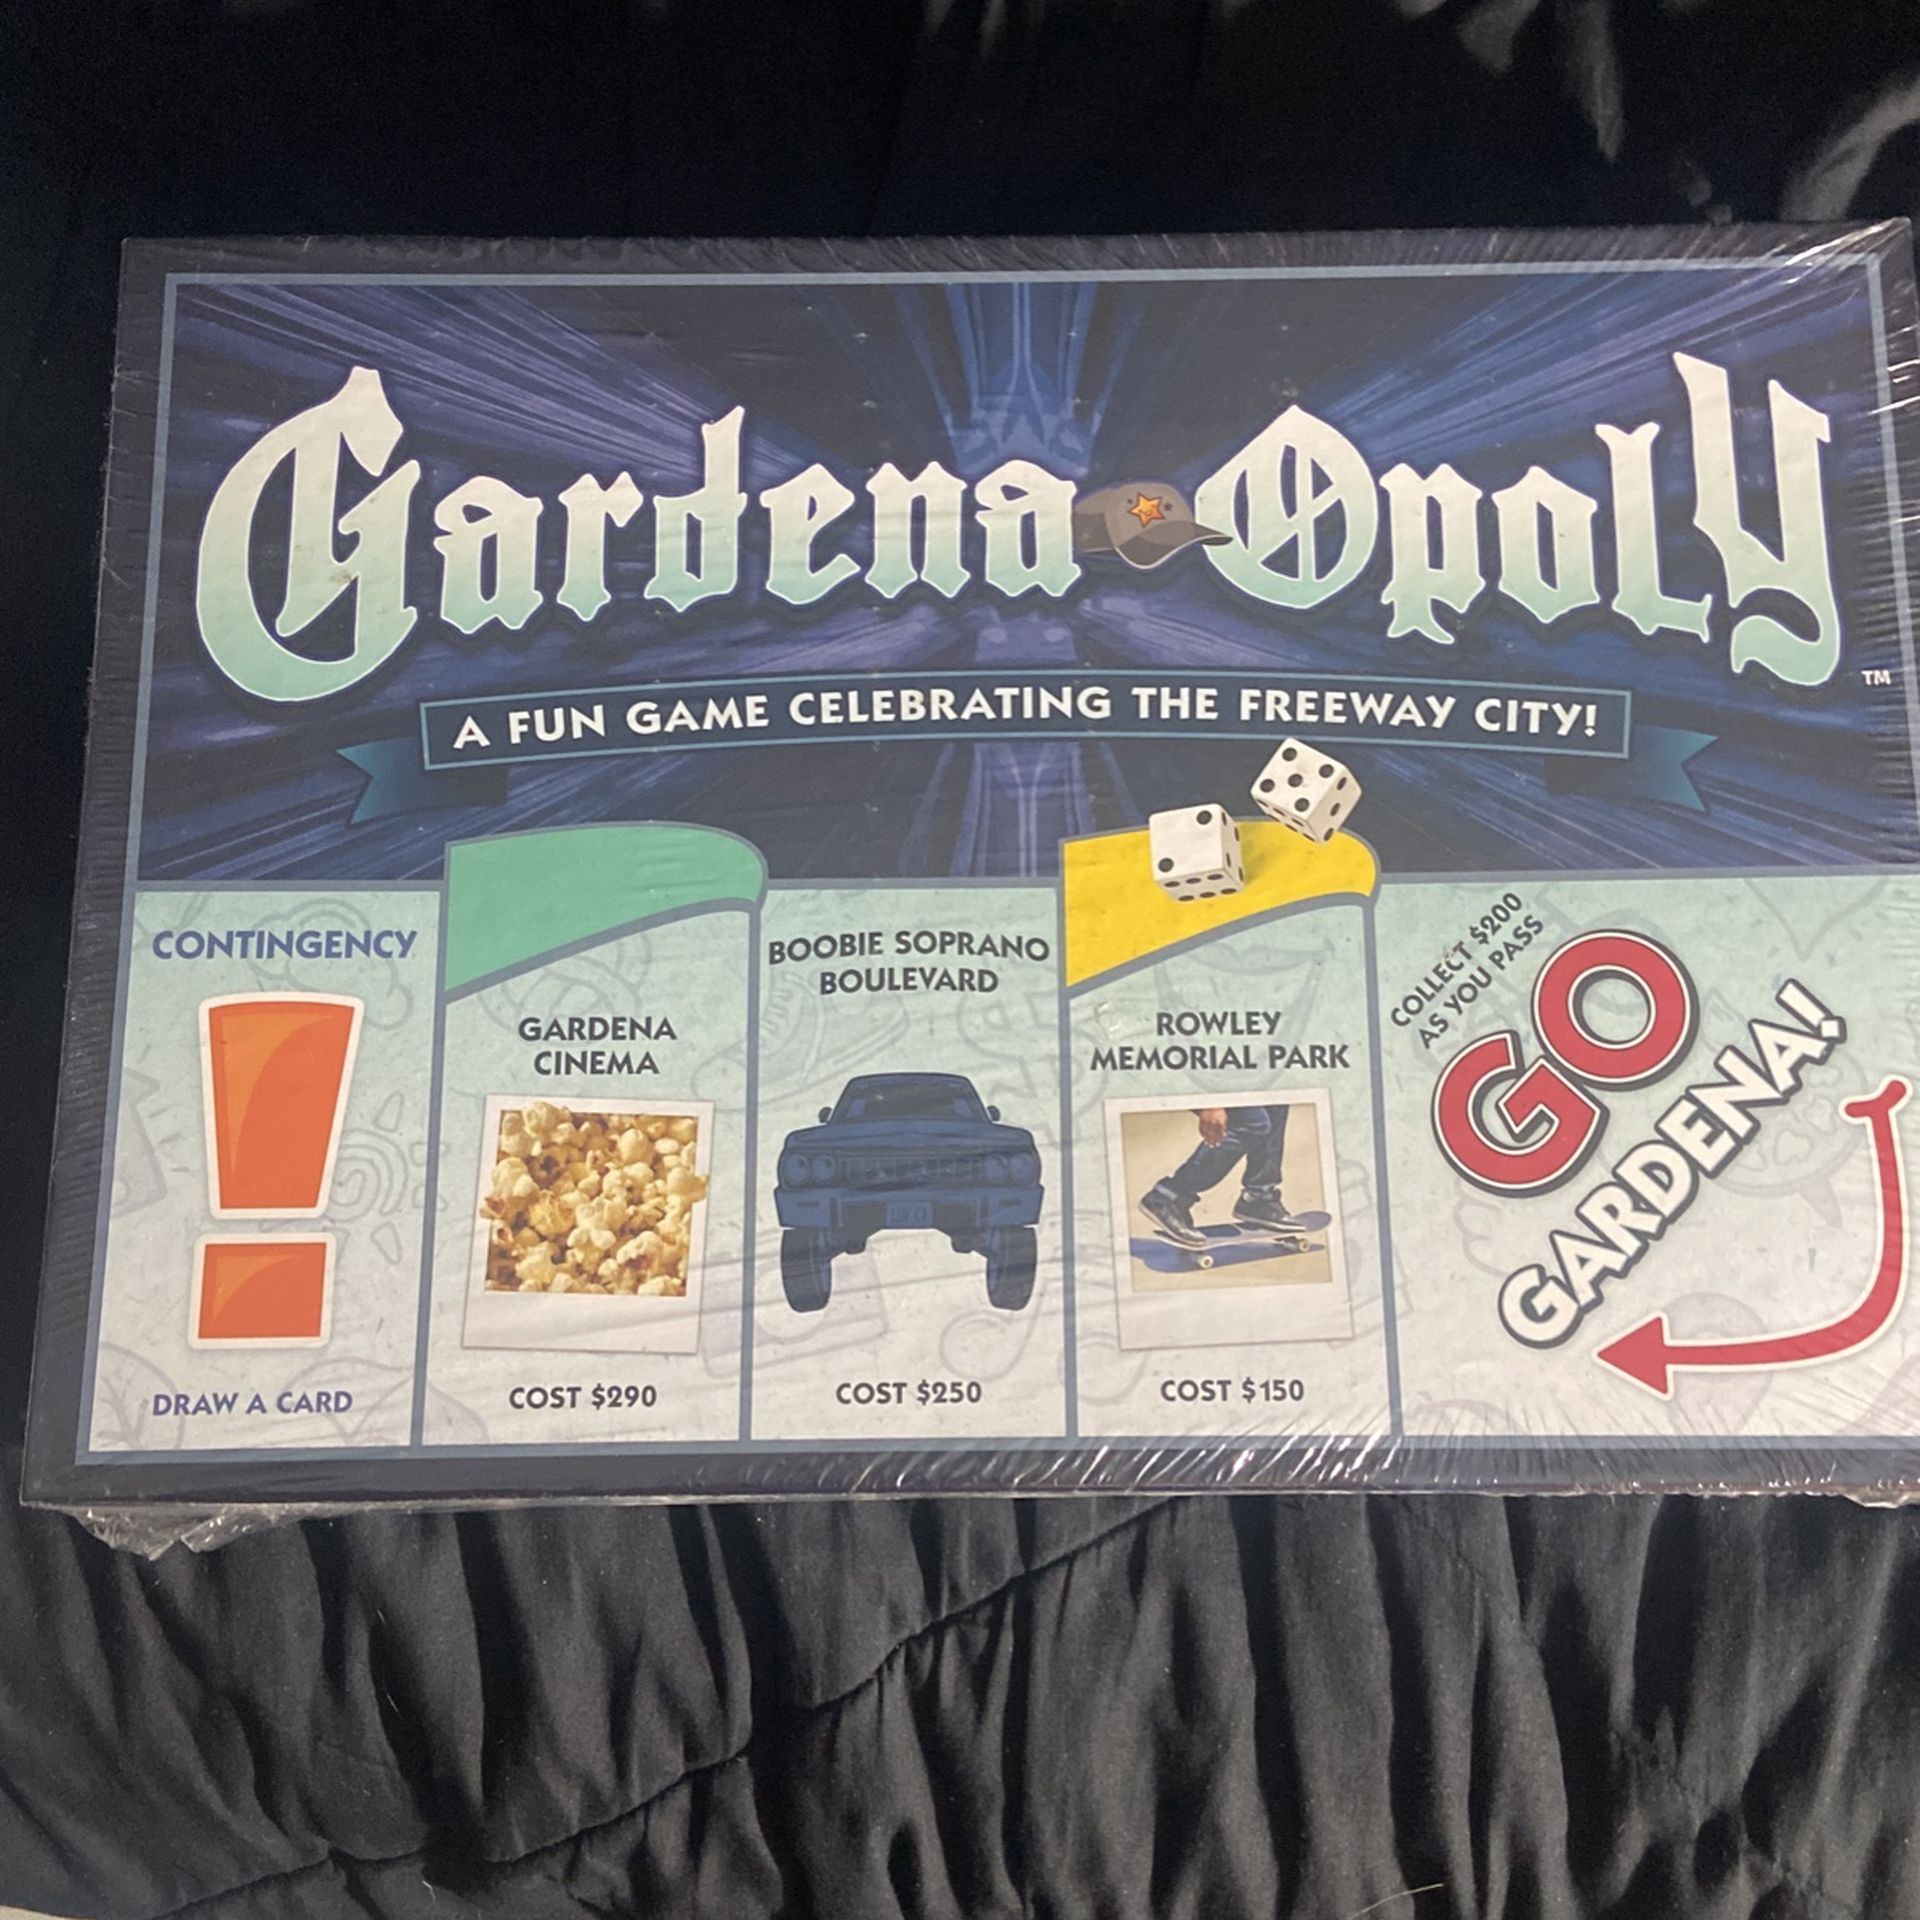 Gardena-Opoly
TM
A FUN GAME CELEBRATING THE FREEWAY CITY!
CONTINGENCY
DRAW A CARD
GARDENA
CINEMA
COST $290
BOOBIE SOPRANO
BOULEVARD
COST $250
ROWLEY
MEMORIAL PARK
COST $150
COLLECT $200
AS YOU PASS
GO
GARDENA!